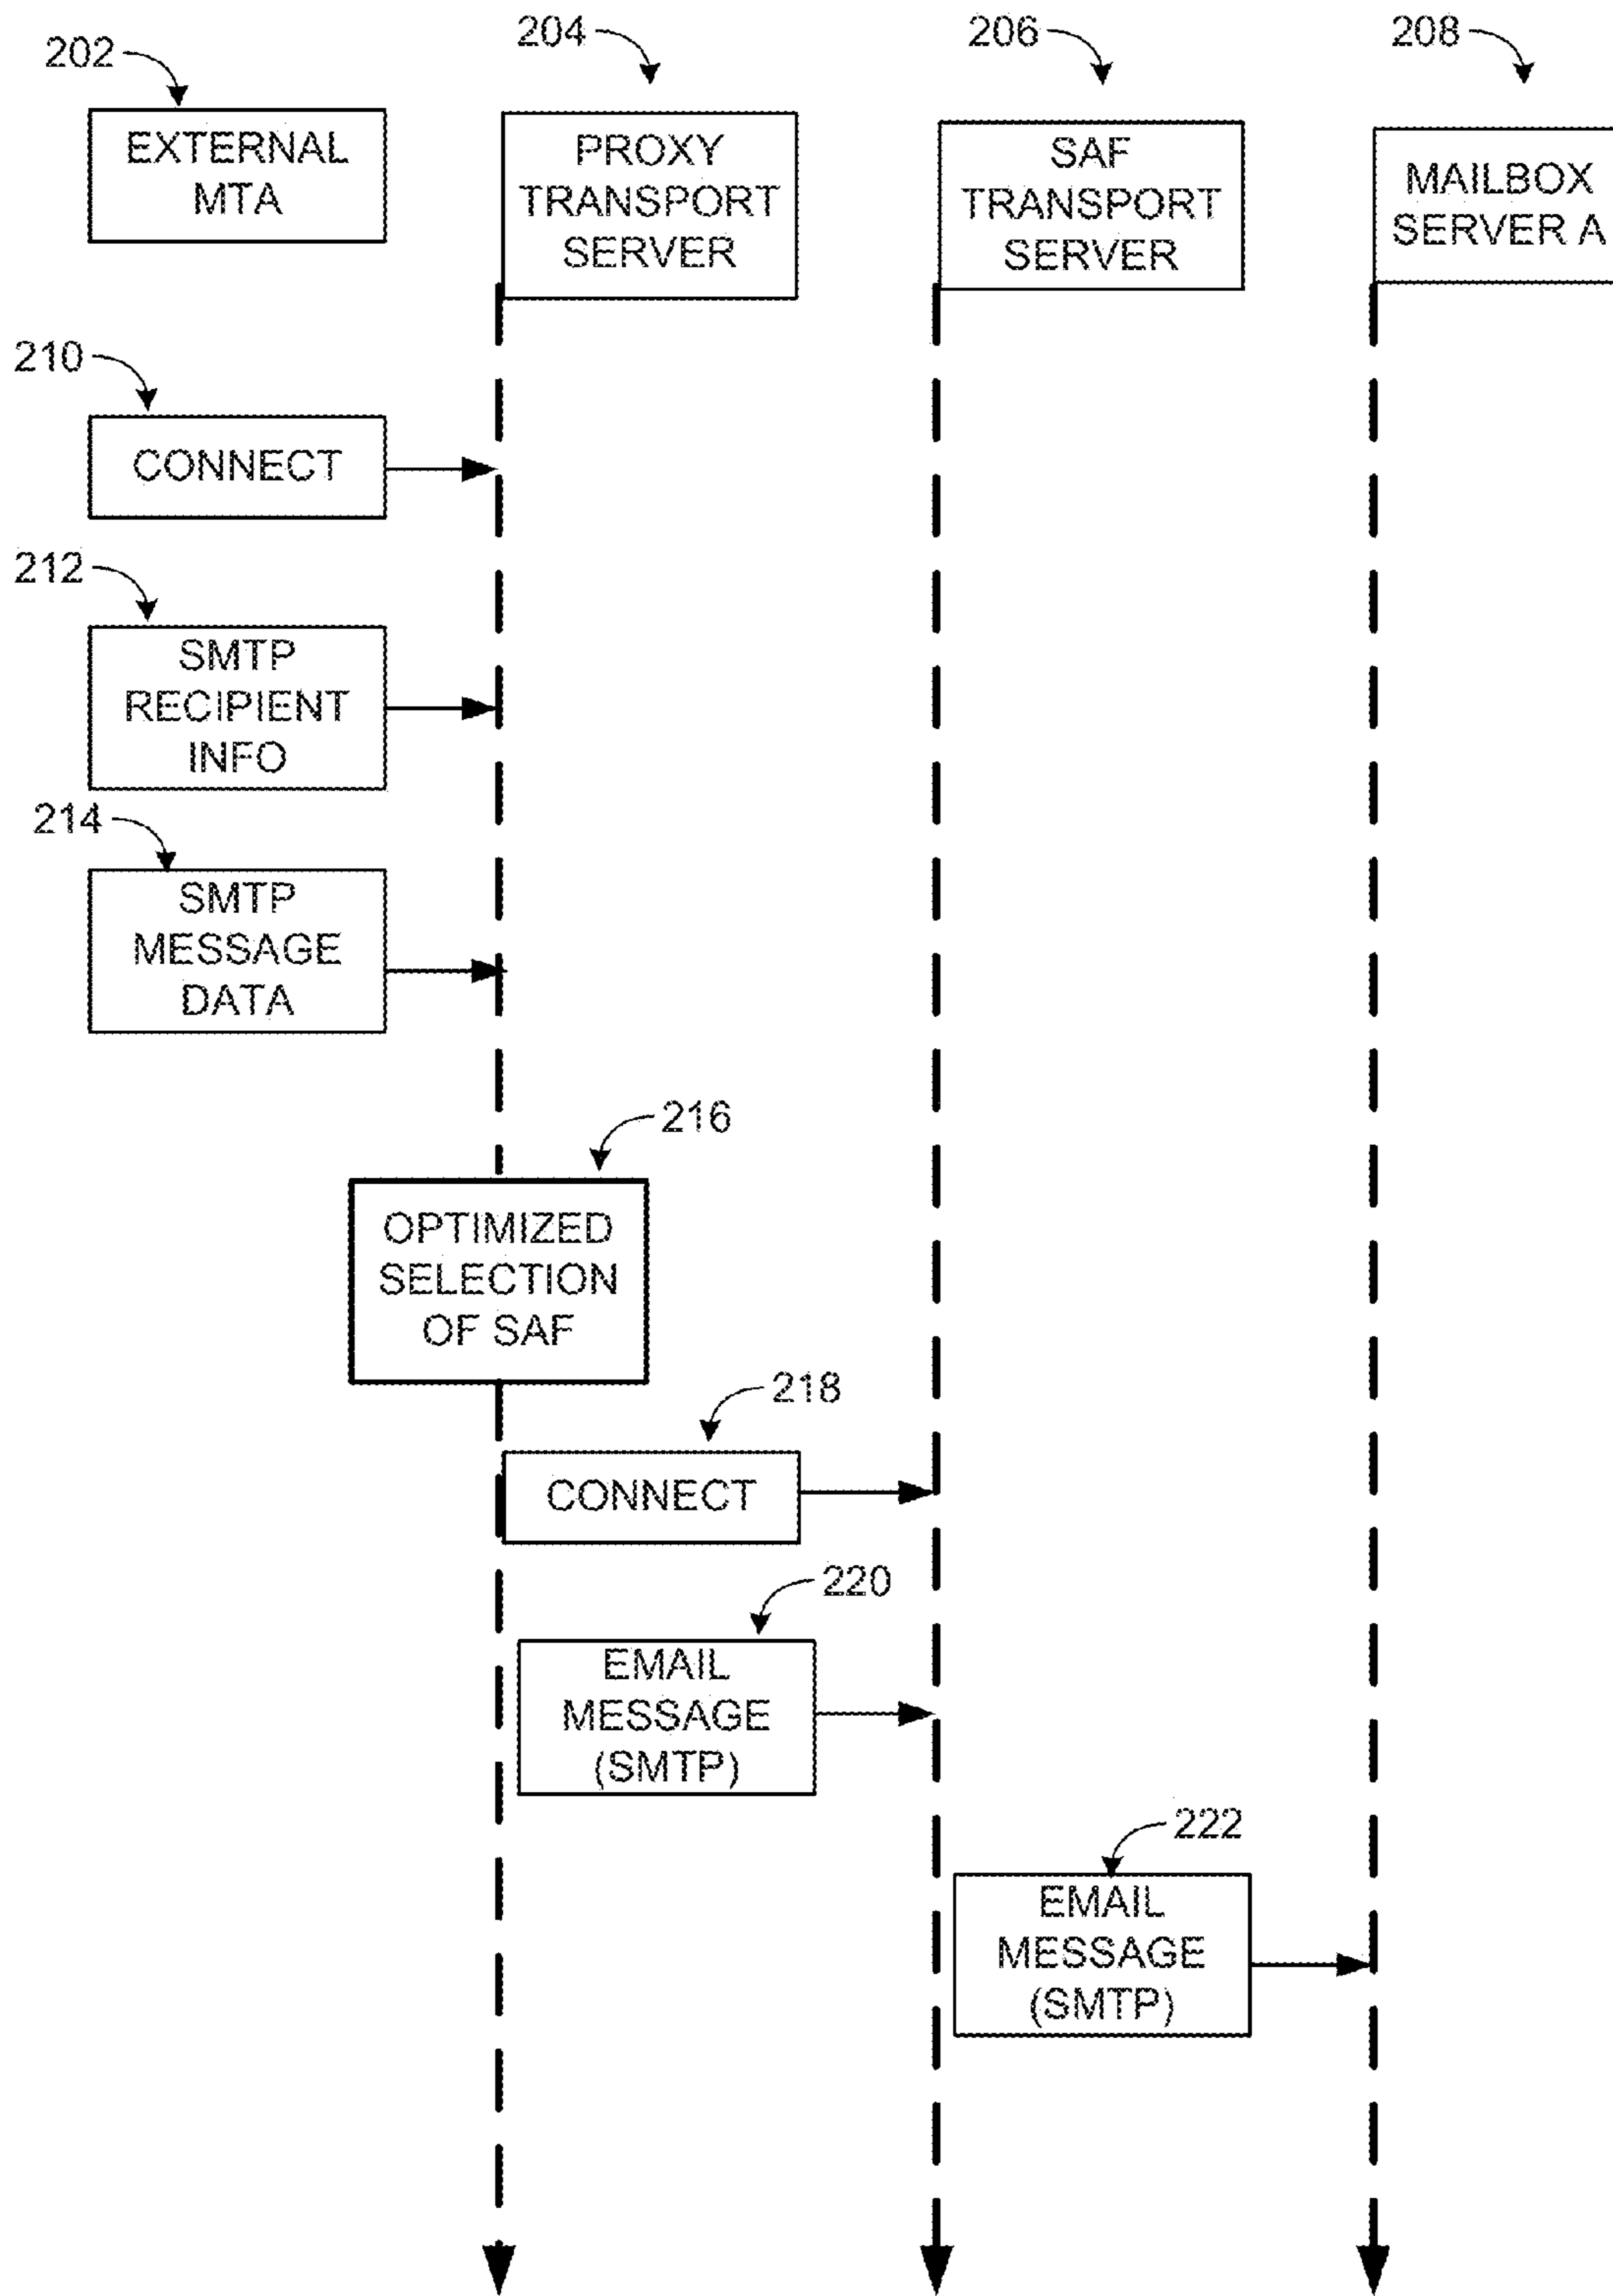 202
204
206
208
EXTERNAL
MTA
PROXY
TRANSPORT
SERVER
SAF
TRANSPORT
SERVER
MAILBOX
SERVER A
210
CONNECT
212
SMTP
RECIPIENT
INFO
214
SMTP
MESSAGE
DATA
216
OPTIMIZED
SELECTION
OF SAF
218
CONNECT
220
EMAIL
MESSAGE
(SMTP)
222
EMAIL
MESSAGE
(SMTP)